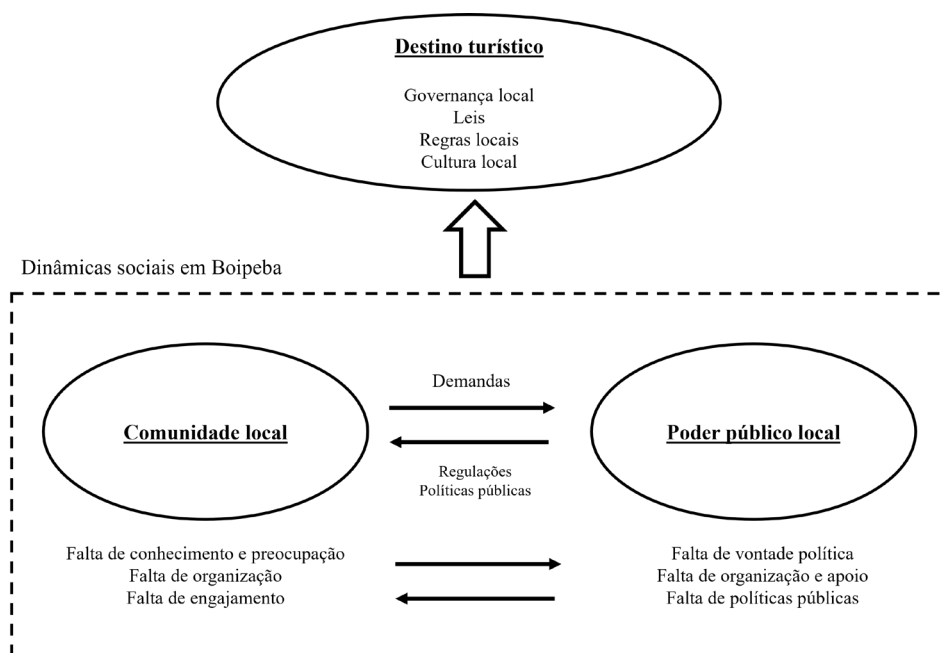 Destino turístico
Governança local
Leis
Regras locais
Cultura local
Dinâmicas sociais em Boipeba
Comunidade local
Demandas
Regulações
Políticas públicas
Poder público local
Falta de conhecimento e preocupação
Falta de organização
Falta de engajamento
Falta de vontade política
Falta de organização e apoio
Falta de políticas públicas